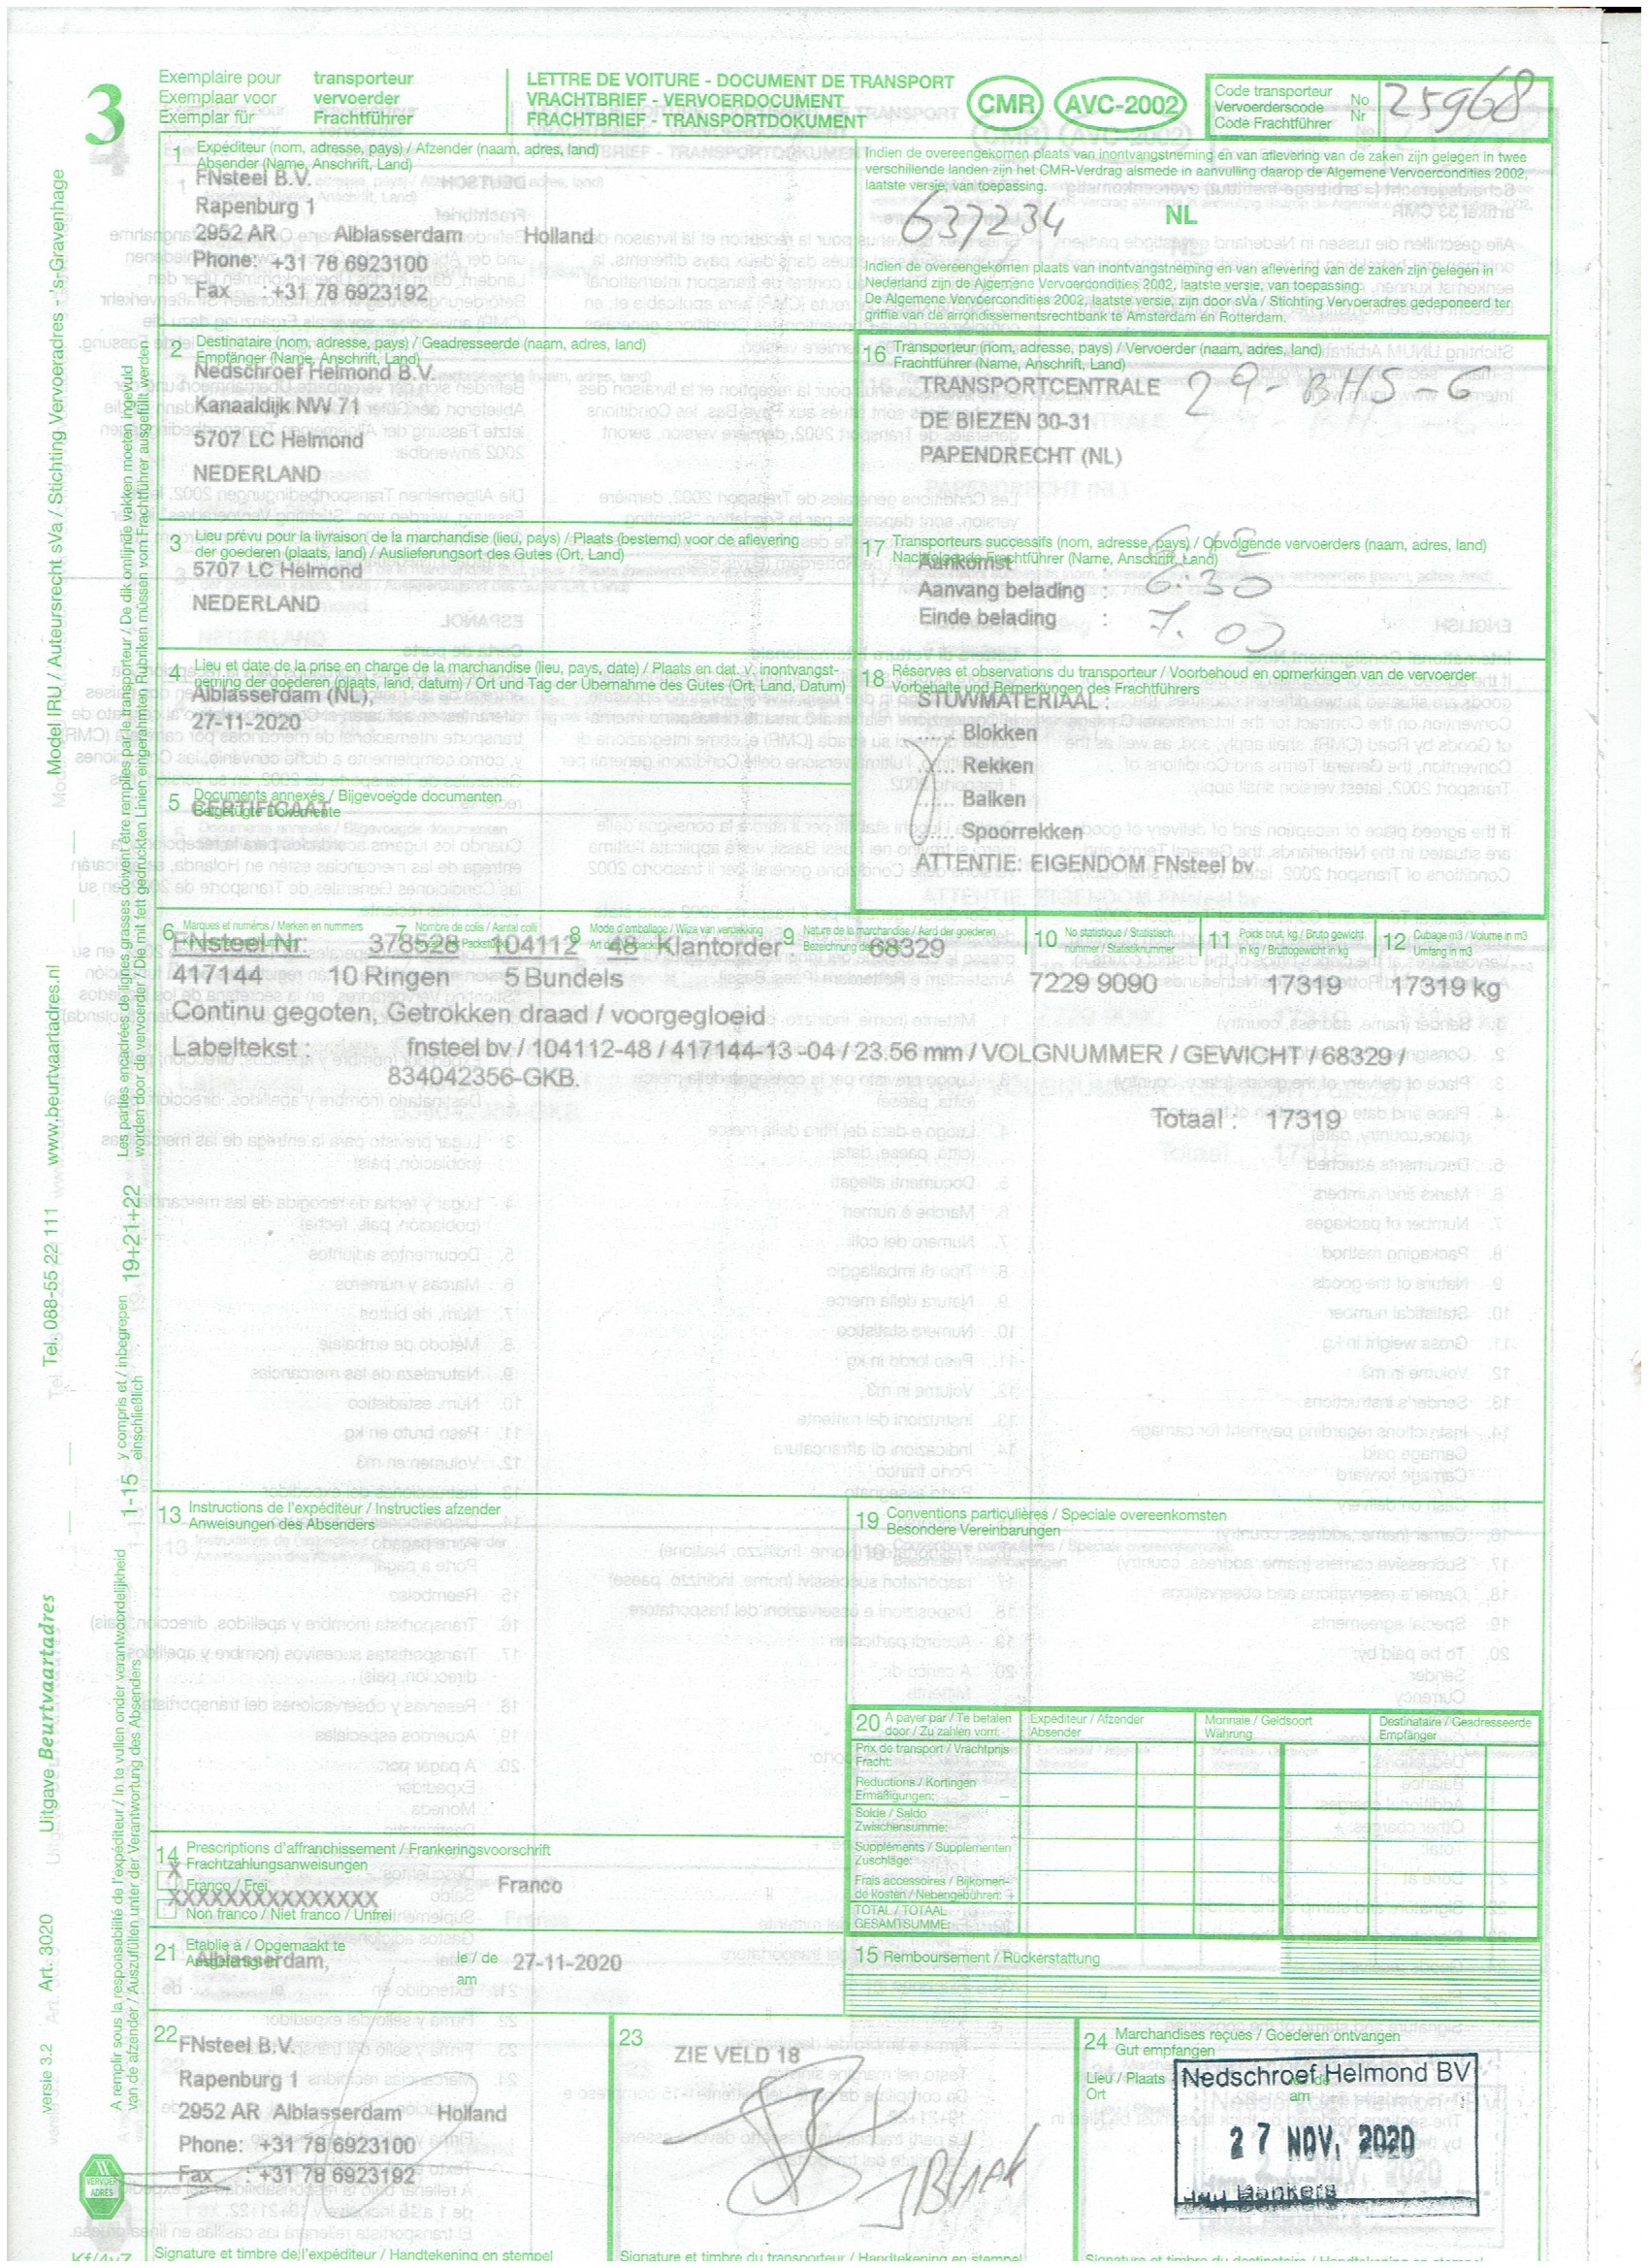 3
Exemplaire pour transporteur
Exemplaar voor vervoerder
Exemplar für Frachtführer
LETTRE DE VOITURE - DOCUMENT DE TRANSPORT
VRACHTBRIEF - VERVOERDOCUMENT
FRACHTBRIEF - TRANSPORTDOKUMENT
CMR AVC-2002
Code transporteur
Vervoerderscode
Code Frachtführer
No
Nr
25968
1 Expéditeur (nom, adresse, pays) / Afzender (naam, adres, land)
Absender (Name, Anschrift, Land)
FNsteel B.V.
Rapenburg 1
2952 AR Alblasserdam Holland
Phone: +31 78 6923100
Fax : +31 78 6923192
Indien de overeengekomen plaats van inontvangstneming en van aflevering van de zaken zijn gelegen in twee
verschillende landen zijn het CMR-Verdrag alsmede in aanvulling daarop de Algemene Vervoercondities 2002,
laatste versie, van toepassing.
637234 NL
Indien de overeengekomen plaats van inontvangstneming en van aflevering van de zaken zijn gelegen in
Nederland zijn de Algemene Vervoercondities 2002, laatste versie, van toepassing.
De Algemene Vervoercondities 2002, laatste versie, zijn door sVa / Stichting Vervoeradres gedeponeerd ter
griffie van de arrondissementsrechtbank te Amsterdam en Rotterdam.
2 Destinataire (nom, adresse, pays) / Geadresseerde (naam, adres, land)
Empfänger (Name, Anschrift, Land)
Nedschroef Helmond B.V.
Kanaaldijk NW 71
5707 LC Helmond
NEDERLAND
16 Transporteur (nom, adresse, pays) / Vervoerder (naam, adres, land)
Frachtführer (Name, Anschrift, Land)
TRANSPORTCENTRALE 29-BHS-6
DE BIEZEN 30-31
PAPENDRECHT (NL)
3 Lieu prévu pour la livraison de la marchandise (lieu, pays) / Plaats (bestemd) voor de aflevering
der goederen (plaats, land) / Auslieferungsort des Gutes (Ort, Land)
5707 LC Helmond
NEDERLAND
17 Transporteurs successifs (nom, adresse, pays) / Opvolgende vervoerders (naam, adres, land)
Nachfolgende Frachtführer (Name, Anschrift, Land)
Aankomst
Aanvang belading : 6:30
Einde belading : 7.00
4 Lieu et date de la prise en charge de la marchandise (lieu, pays, date) / Plaats en dat. v. inontvangst-
neming der goederen (plaats, land, datum) / Ort und Tag der Übernahme des Gutes (Ort, Land, Datum)
Alblasserdam (NL),
27-11-2020
18 Réserves et observations du transporteur / Voorbehoud en opmerkingen van de vervoerder
Vorbehalte und Bemerkungen des Frachtführers
STUWMATERIAAL :
...... Blokken
...... Rekken
...... Balken
...... Spoorrekken
ATTENTIE: EIGENDOM FNsteel bv
5 Documents annexés / Bijgevoegde documenten
Beigefügte Dokumente
CERTIFICAAT
6 Marques et numéros / Merken en nummers
7 Nombre de colis / Aantal colli
8 Mode d'emballage / Wijze van verpakking
9 Nature de la marchandise / Aard der goederen
10 No statistique / Statistisch
nummer / Statistiknummer
11 Poids brut, kg / Bruto gewicht
in kg / Bruttogewicht in kg
12 Cubage m3 / Volume in m3
Umfang in m3
FNsteel Nr: 378528 104112 48 Klantorder 68329
417144 10 Ringen 5 Bundels 7229 9090 17319 17319 kg
Continu gegoten, Getrokken draad / voorgegloeid
Labeltekst : fnsteel bv / 104112-48 / 417144-13 -04 / 23.56 mm / VOLGNUMMER / GEWICHT / 68329 /
834042356-GKB.
Totaal : 17319
13 Instructions de l'expéditeur / Instructies afzender
Anweisungen des Absenders
19 Conventions particulières / Speciale overeenkomsten
Besondere Vereinbarungen
20 A payer par / Te betalen
door / Zu zahlen vom:
Expéditeur / Afzender
Absender
Monnaie / Geldsoort
Währung
Destinataire / Geadresseerde
Empfänger
Prix de transport / Vrachtprijs
Fracht:
Reductions / Kortingen
Ermäßigungen: –
Solde / Saldo
Zwischensumme:
Suppléments / Supplementen
Zuschläge:
Frais accessoires / Bijkomen-
de kosten / Nebengebühren: +
TOTAL / TOTAAL
GESAMTSUMME:
14 Prescriptions d'affranchissement / Frankeringsvoorschrift
Frachtzahlungsanweisungen
X
Franco / Frei Franco
XXXXXXXXXXXXXX
Non franco / Niet franco / Unfrei
21 Etablie à / Opgemaakt te
Alblasserdam,
le / de
am
27-11-2020
15 Remboursement / Rückerstattung
22
FNsteel B.V.
Rapenburg 1
2952 AR Alblasserdam Holland
Phone: +31 78 6923100
Fax : +31 78 6923192
23
ZIE VELD 18
24 Marchandises reçues / Goederen ontvangen
Gut empfangen
Lieu / Plaats
Ort
am
Nedschroef Helmond BV
27 NOV. 2020
Signature et timbre de l'expéditeur / Handtekening en stempel
Signature et timbre du transporteur / Handtekening en stempel
Signature et timbre du destinataire / Handtekening en stempel
Model IRU / Auteursrecht sVa / Stichting Vervoeradres - 's-Gravenhage
www.beurtvaartadres.nl
Tel. 088-55 22 111
Uitgave Beurtvaartadres
Art. 3020
versie 3.2
Les parties encadrées de lignes grasses doivent être remplies par le transporteur / De dik omlijnde vakken moeten ingevuld
worden door de vervoerder / Die mit fett gedruckten Linien eingerahmten Rubriken müssen vom Frachtführer ausgefüllt werden.
19+21+22
y compris et / inbegrepen
einschließlich
1-15
A remplir sous la responsabilité de l'expéditeur / In te vullen onder verantwoordelijkheid
van de afzender / Auszufüllen unter der Verantwortung des Absenders
VERVOER
ADRES